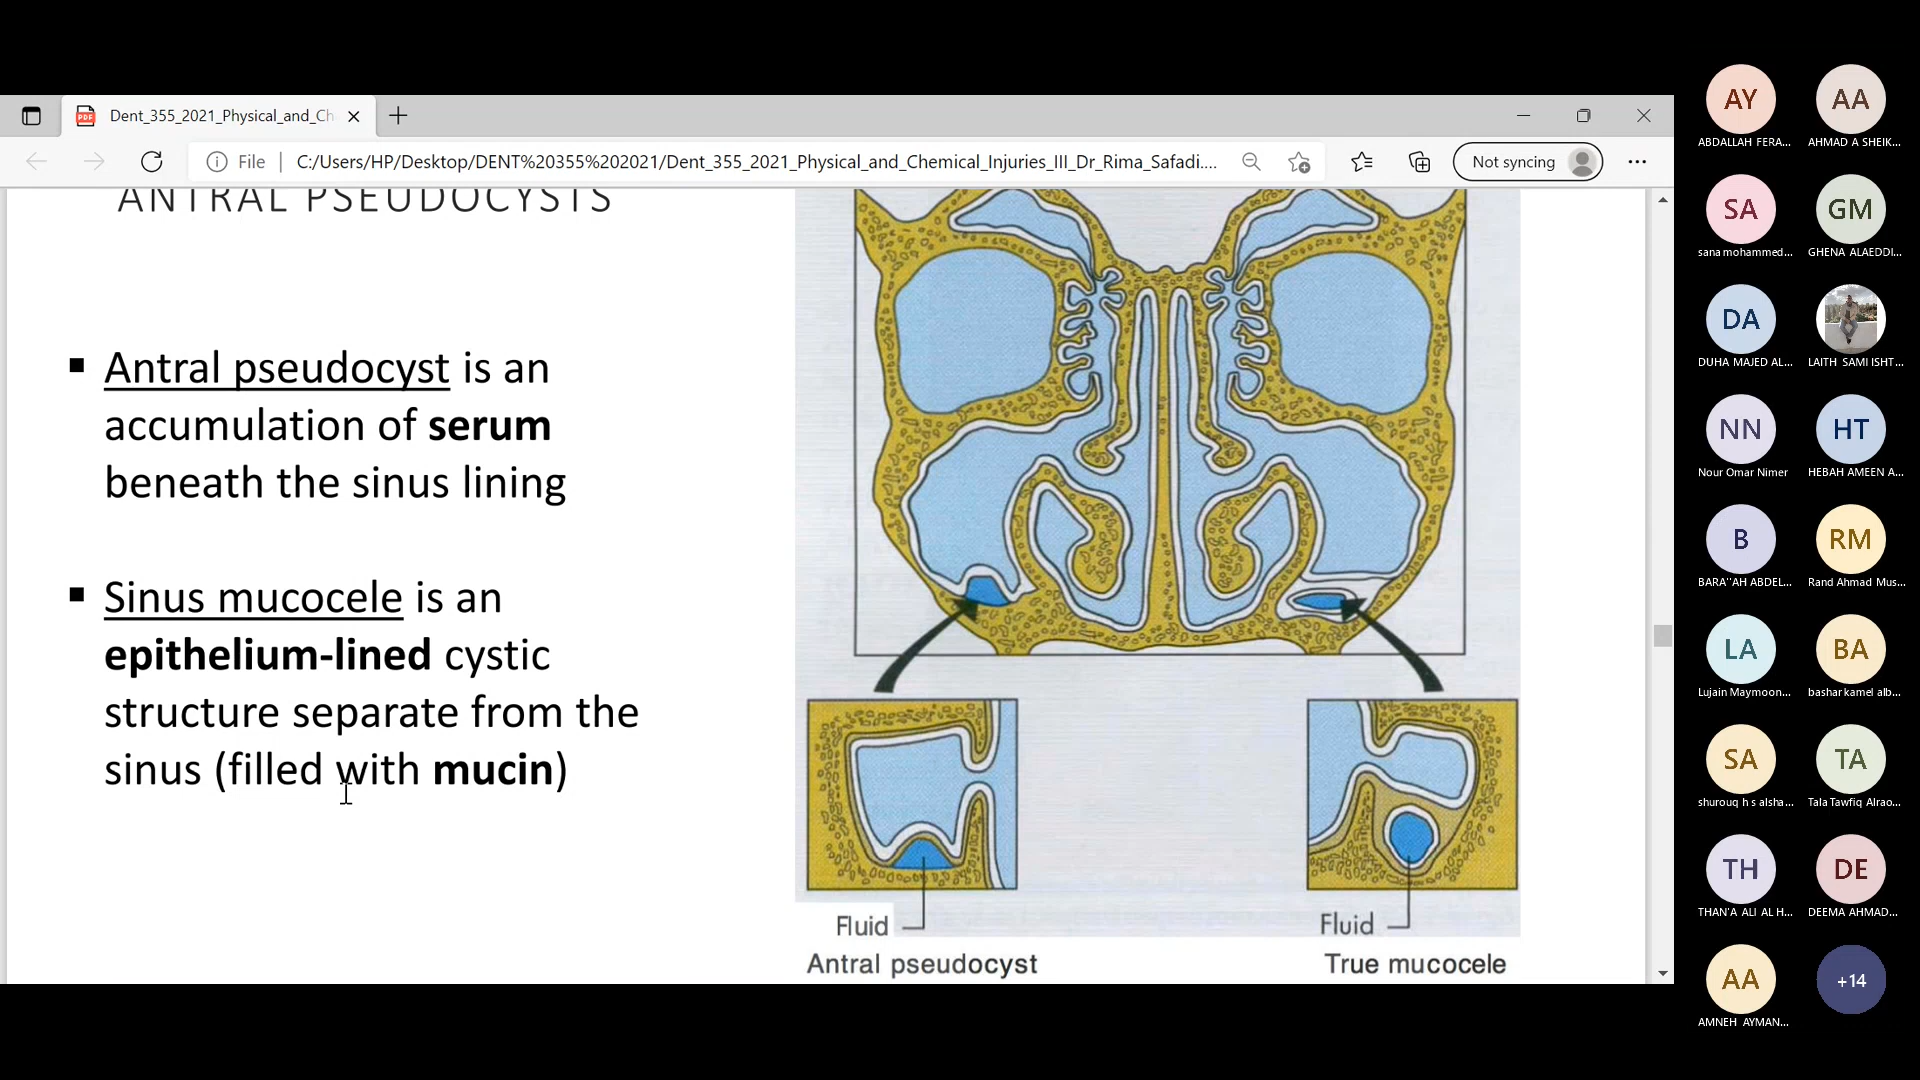 Dent_355_2021_Physical_and_Ch
File
C:/Users/HP/Desktop/DENT%20355%202021/Dent_355_2021_Physical_and_Chemical_Injuries_III_Dr_Rima_Safadi....
Not syncing
ANTRAL PSEUDOCYSTS
Antral pseudocyst is an
accumulation of serum
beneath the sinus lining
Sinus mucocele is an
epithelium-lined cystic
structure separate from the
sinus (filled with mucin)
Fluid
Antral pseudocyst
Fluid
True mucocele
AY
ABDALLAH FERA...
AA
AHMAD A SHEIK...
SA
sana mohammed...
GM
GHENA ALAEDDI...
DA
DUHA MAJED AL...
LAITH SAMI ISHT...
NN
Nour Omar Nimer
HT
HEBAH AMEEN A...
B
BARA''AH ABDEL...
RM
Rand Ahmad Mus...
LA
Lujain Maymoon...
BA
bashar kamel alb...
SA
shurouq h s alsha...
TA
Tala Tawfiq Alrao...
TH
THAN'A ALI AL H...
DE
DEEMA AHMAD...
AA
AMNEH AYMAN...
+14